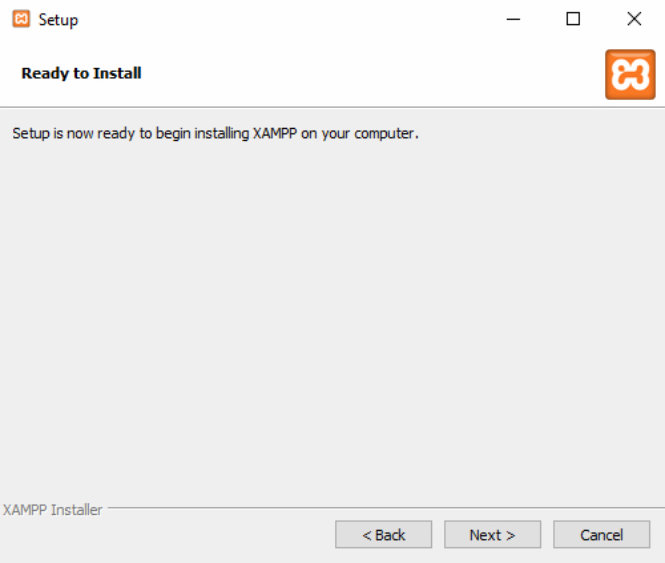 Setup
Ready to Install
Setup is now ready to begin installing XAMPP on your computer.
XAMPP Installer
< Back
Next >
Cancel